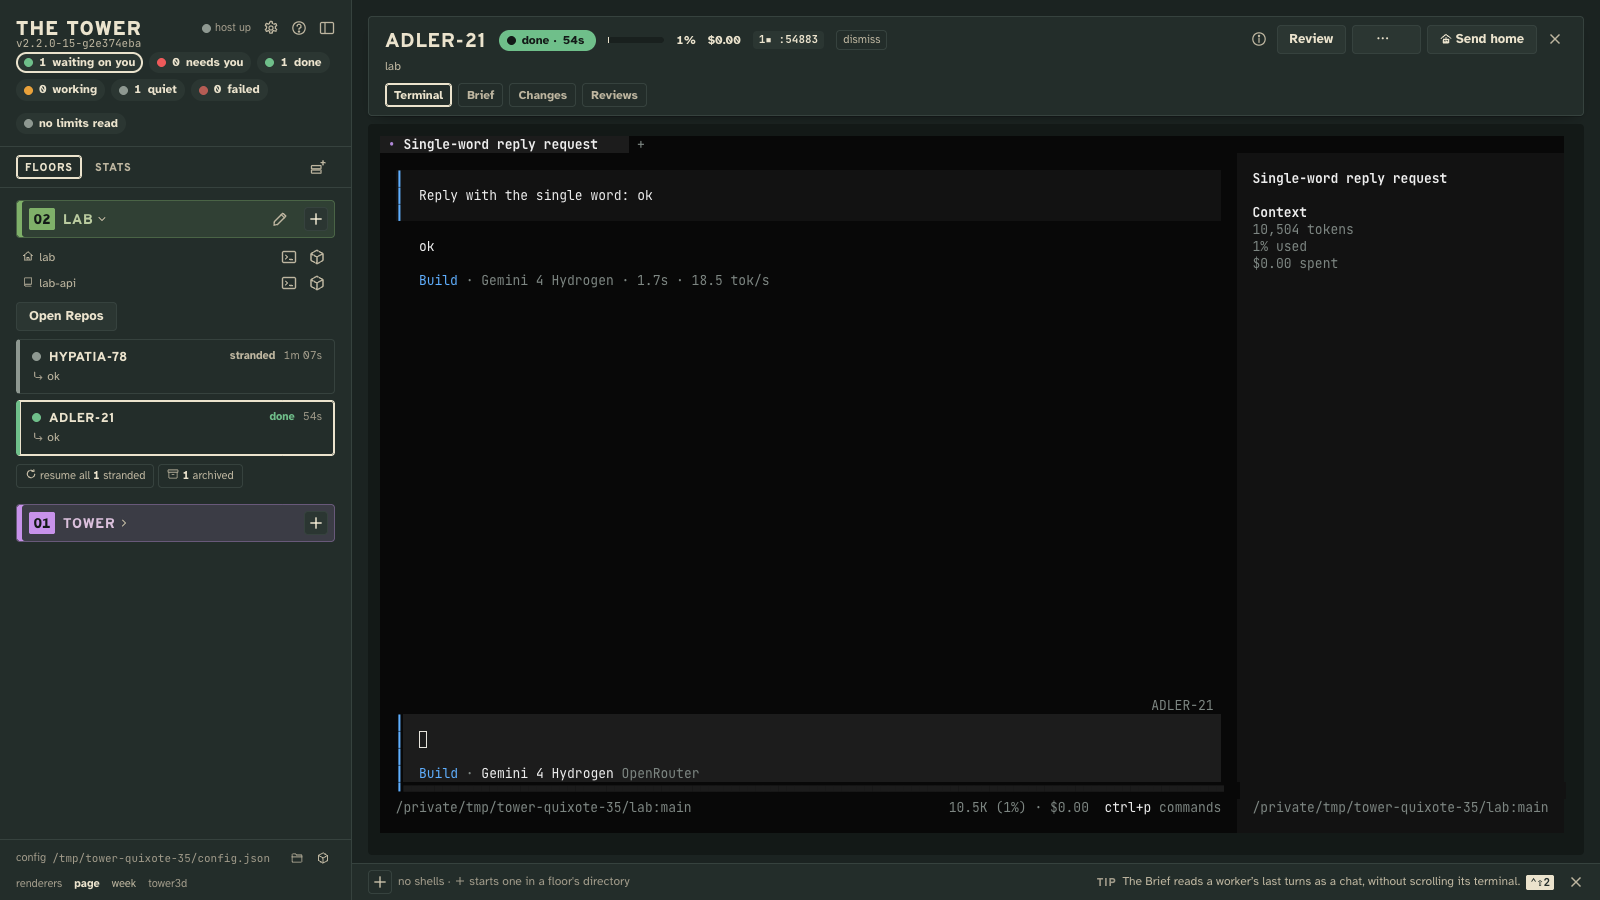 THE TOWER
host up
v2.2.0-15-g2e374eba
1 waiting on you
0 needs you
1 done
0 working
1 quiet
0 failed
no limits read
FLOORS
STATS
02 LAB
lab
lab-api
Open Repos
HYPATIA-78
stranded 1m 07s
ok
ADLER-21
done 54s
ok
resume all 1 stranded
1 archived
01 TOWER
config /tmp/tower-quixote-35/config.json
renderers page week tower3d
ADLER-21
done · 54s
1%
$0.00
1 :54883
dismiss
Review
···
Send home
lab
Terminal
Brief
Changes
Reviews
• Single-word reply request +
Reply with the single word: ok
ok
Build · Gemini 4 Hydrogen · 1.7s · 18.5 tok/s
Single-word reply request
Context
10,504 tokens
1% used
$0.00 spent
ADLER-21
Build · Gemini 4 Hydrogen OpenRouter
/private/tmp/tower-quixote-35/lab:main
10.5K (1%) · $0.00 ctrl+p commands
/private/tmp/tower-quixote-35/lab:main
no shells · + starts one in a floor's directory
TIP The Brief reads a worker's last turns as a chat, without scrolling its terminal. ^⇧2